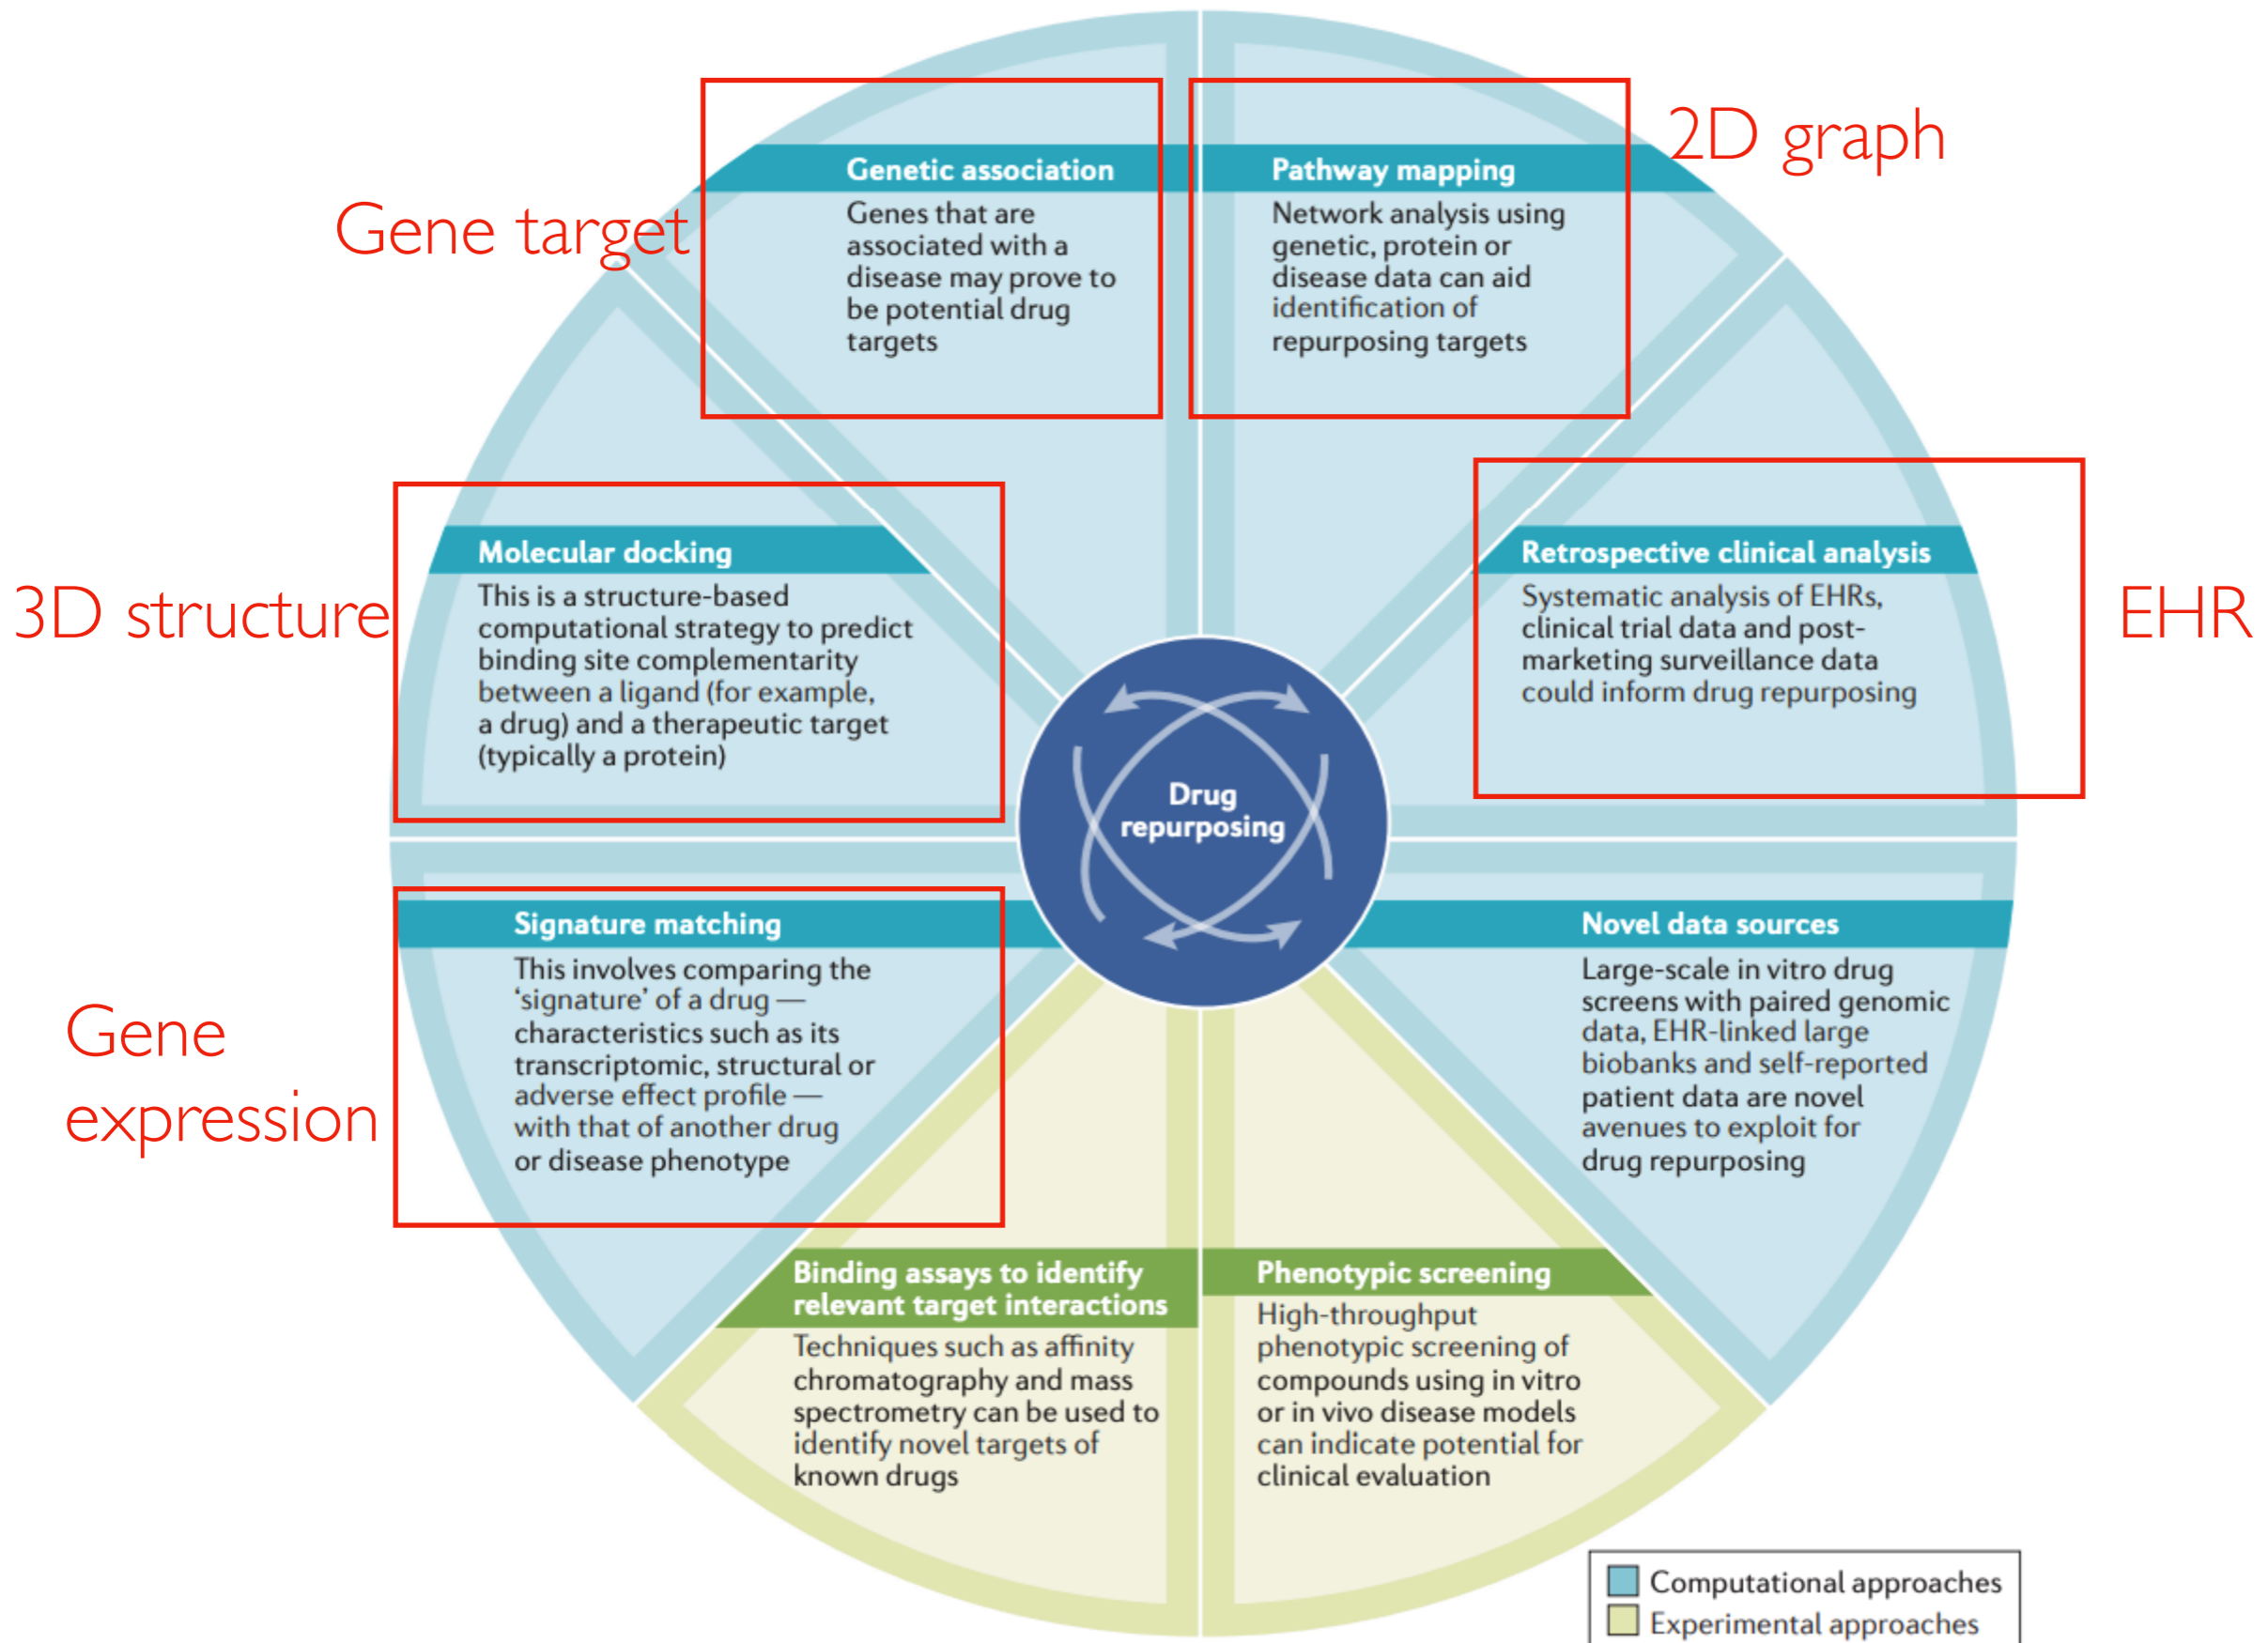 2D graph
Gene target
Genetic association
Genes that are
associated with a
disease may prove to
be potential drug
targets
Pathway mapping
Network analysis using
genetic, protein or
disease data can aid
identification of
repurposing targets
3D structure
Molecular docking
This is a structure-based
computational strategy to predict
binding site complementarity
between a ligand (for example,
a drug) and a therapeutic target
(typically a protein)
Retrospective clinical analysis
Systematic analysis of EHRs,
clinical trial data and post-
marketing surveillance data
could inform drug repurposing
EHR
Drug
repurposing
Gene
expression
Signature matching
This involves comparing the
‘signature’ of a drug —
characteristics such as its
transcriptomic, structural or
adverse effect profile —
with that of another drug
or disease phenotype
Novel data sources
Large-scale in vitro drug
screens with paired genomic
data, EHR-linked large
biobanks and self-reported
patient data are novel
avenues to exploit for
drug repurposing
Binding assays to identify
relevant target interactions
Techniques such as affinity
chromatography and mass
spectrometry can be used to
identify novel targets of
known drugs
Phenotypic screening
High-throughput
phenotypic screening of
compounds using in vitro
or in vivo disease models
can indicate potential for
clinical evaluation
Computational approaches
Experimental approaches